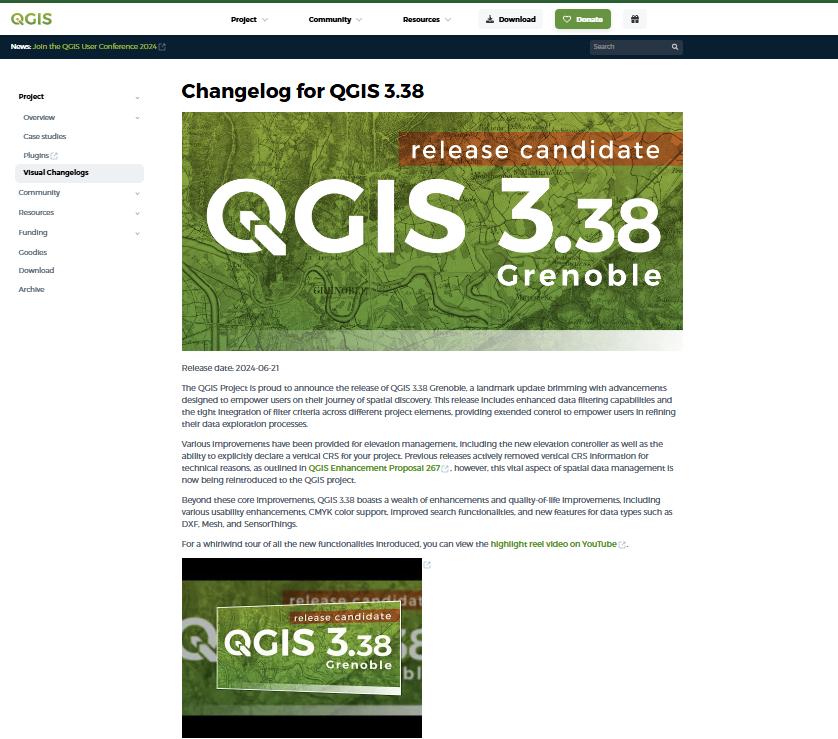 QGIS
Project Community Resources Download Donate
News: Join the QGIS User Conference 2024
Search
Project
Overview
Case studies
Plugins
Visual Changelogs
Community
Resources
Funding
Goodies
Download
Archive
Changelog for QGIS 3.38
release candidate
QGIS 3.38
Grenoble
GRENOBLE
Release date: 2024-06-21
The QGIS Project is proud to announce the release of QGIS 3.38 Grenoble, a landmark update brimming with advancements
designed to empower users on their journey of spatial discovery. This release includes enhanced data filtering capabilities and
the tight integration of filter criteria across different project elements, providing extended control to empower users in refining
their data exploration processes.
Various improvements have been provided for elevation management, including the new elevation controller as well as the
ability to explicitly declare a vertical CRS for your project. Previous releases actively removed vertical CRS information for
technical reasons, as outlined in QGIS Enhancement Proposal 267, however, this vital aspect of spatial data management is
now being reintroduced to the QGIS project.
Beyond these core improvements, QGIS 3.38 boasts a wealth of enhancements and quality-of-life improvements, including
various usability enhancements, CMYK color support, improved search functionalities, and new features for data types such as
DXF, Mesh, and SensorThings.
For a whirlwind tour of all the new functionalities introduced, you can view the highlight reel video on YouTube.
release candidate
QGIS 3.38
Grenoble